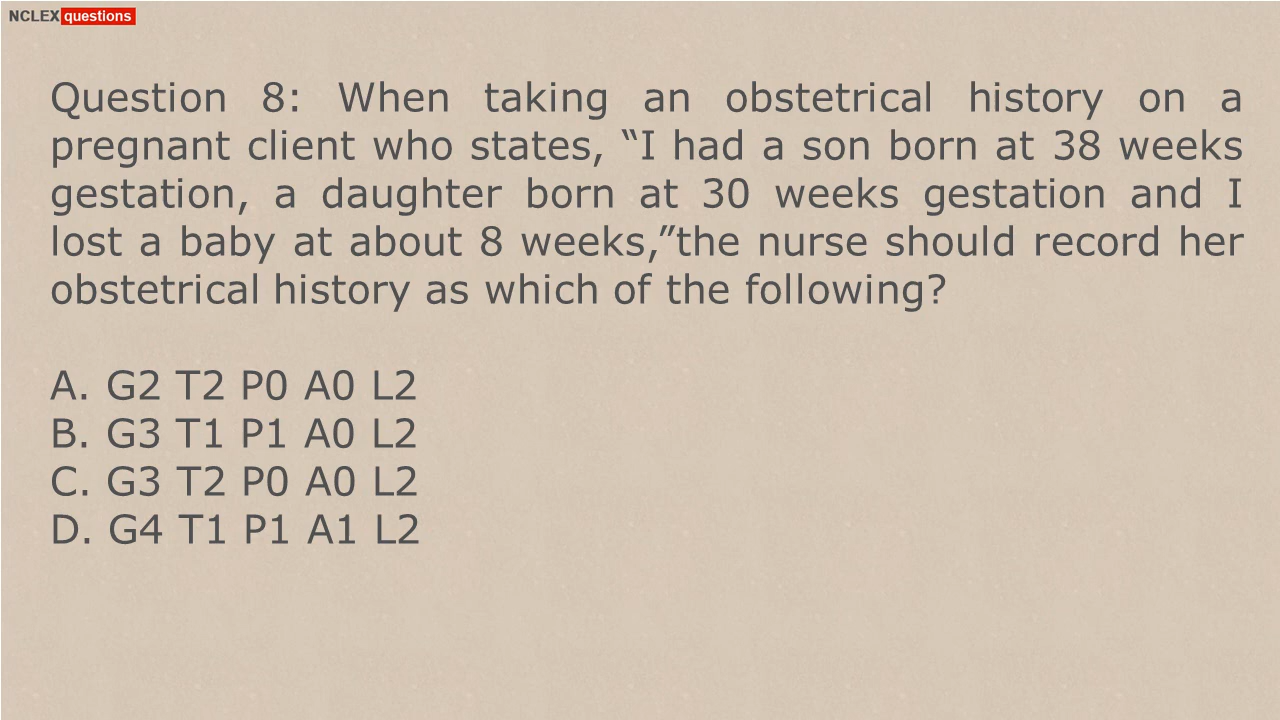 NCLEX questions
Question 8: When taking an obstetrical history on a
pregnant client who states, “I had a son born at 38 weeks
gestation, a daughter born at 30 weeks gestation and I
lost a baby at about 8 weeks,”the nurse should record her
obstetrical history as which of the following?
A. G2 T2 P0 A0 L2
B. G3 T1 P1 A0 L2
C. G3 T2 P0 A0 L2
D. G4 T1 P1 A1 L2